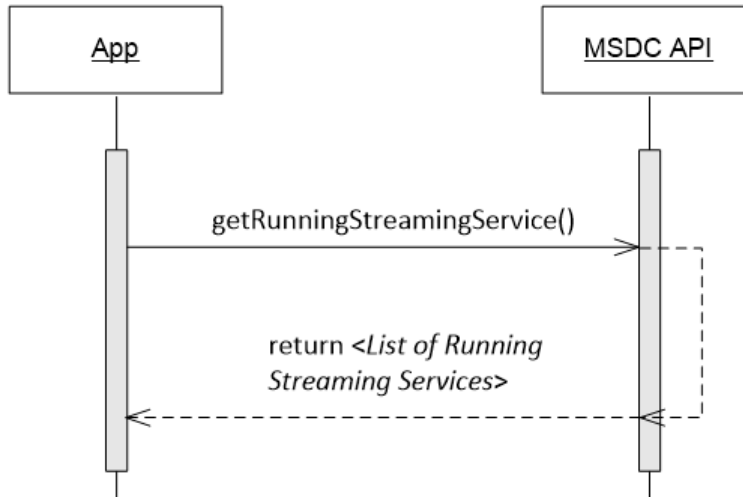 App
MSDC API
getRunningStreamingService()
return <List of Running
Streaming Services>